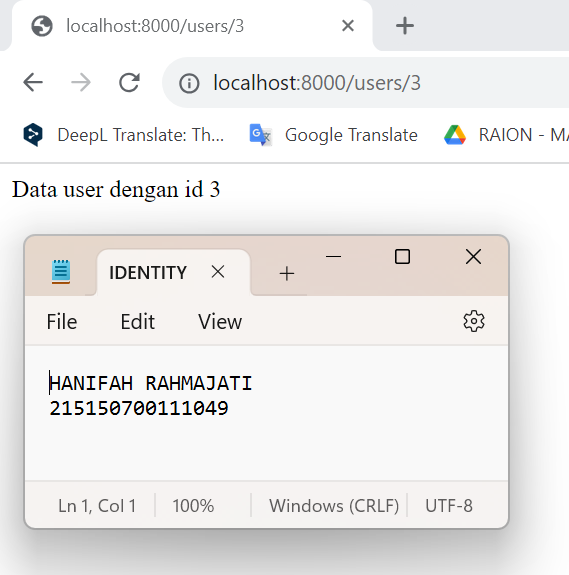 localhost:8000/users/3
localhost:8000/users/3
DeepL Translate: Th... Google Translate RAION - MA
Data user dengan id 3
IDENTITY
File Edit View
HANIFAH RAHMAJATI
215150700111049
Ln 1, Col 1 100% Windows (CRLF) UTF-8